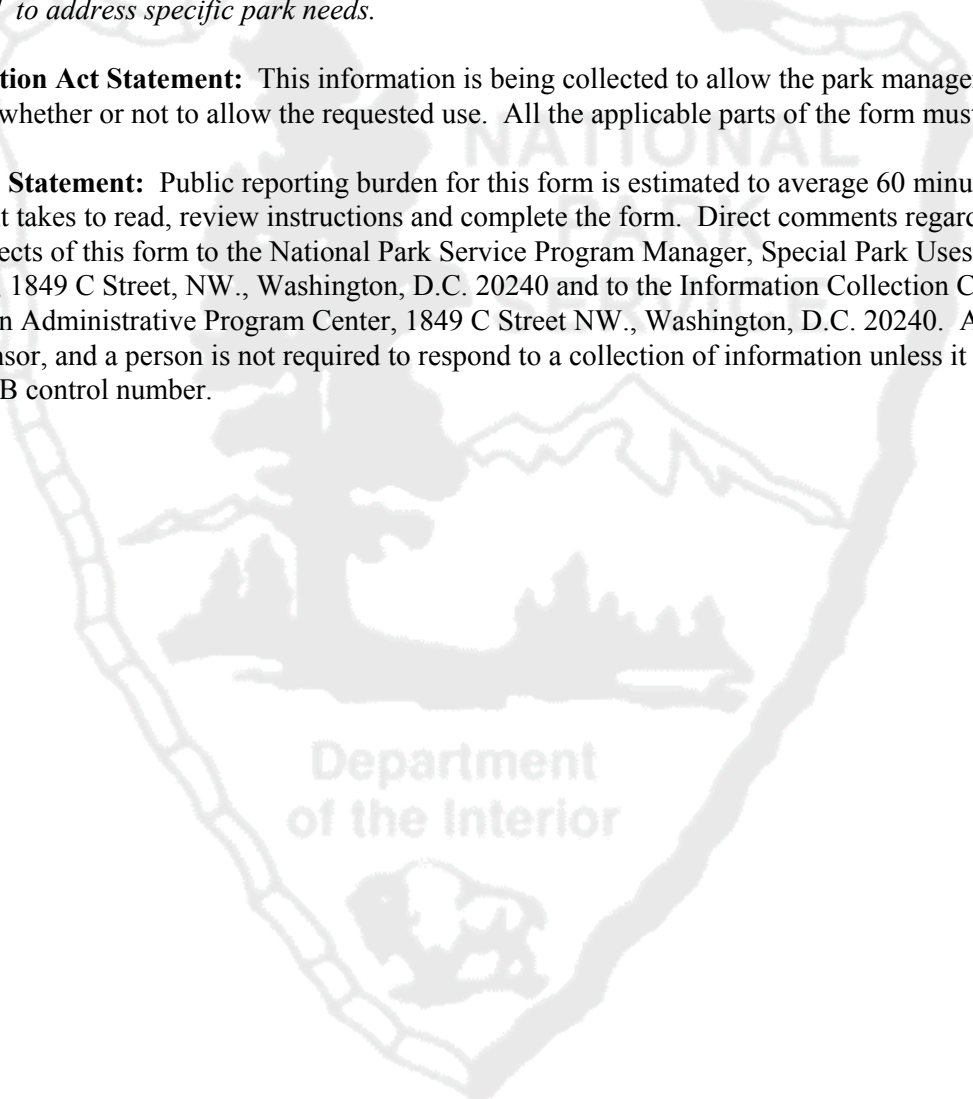 to address specific park needs.
tion Act Statement: This information is being collected to allow the park manager
whether or not to allow the requested use. All the applicable parts of the form must
Statement: Public reporting burden for this form is estimated to average 60 minu
t takes to read, review instructions and complete the form. Direct comments regard
ects of this form to the National Park Service Program Manager, Special Park Uses
1849 C Street, NW., Washington, D.C. 20240 and to the Information Collection C
n Administrative Program Center, 1849 C Street NW., Washington, D.C. 20240. A
nsor, and a person is not required to respond to a collection of information unless it
B control number.
NATIONAL
PARK
SERVICE
Department
of the Interior